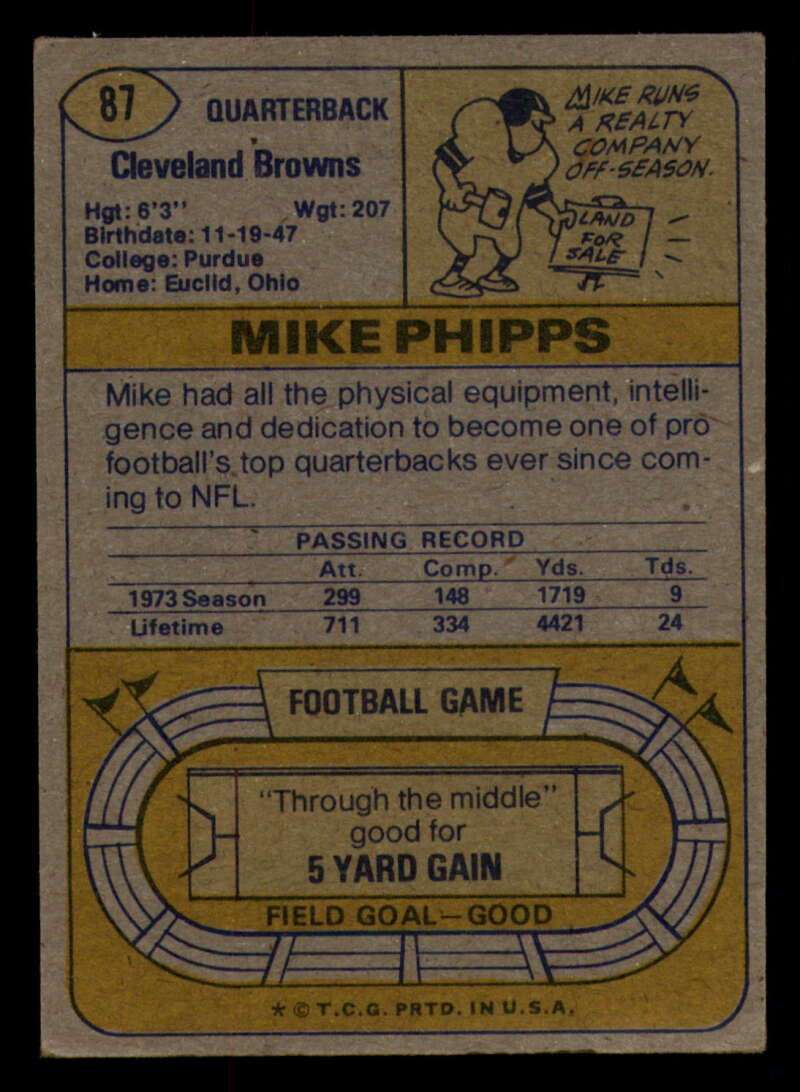 87
QUARTERBACK
Cleveland Browns
Hgt: 6'3" Wgt: 207
Birthdate: 11-19-47
College: Purdue
Home: Euclid, Ohio
MIKE RUNS
A REALTY
COMPANY
OFF-SEASON.
LAND
FOR
SALE
MIKE PHIPPS
Mike had all the physical equipment, intelli-
gence and dedication to become one of pro
football's top quarterbacks ever since com-
ing to NFL.
PASSING RECORD
Att. Comp. Yds. Tds.
1973 Season 299 148 1719 9
Lifetime 711 334 4421 24
FOOTBALL GAME
"Through the middle"
good for
5 YARD GAIN
FIELD GOAL—GOOD
* © T.C.G. PRTD. IN U.S.A.